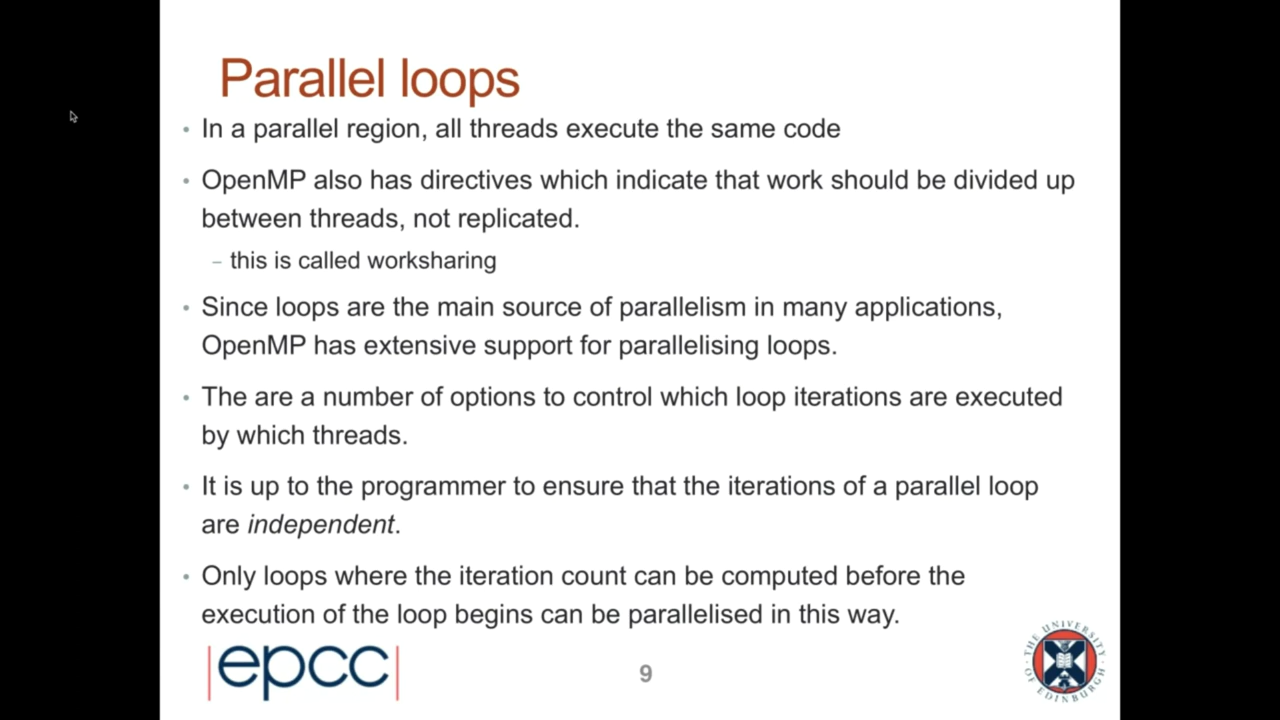 Parallel loops
• In a parallel region, all threads execute the same code
• OpenMP also has directives which indicate that work should be divided up
between threads, not replicated.
– this is called worksharing
• Since loops are the main source of parallelism in many applications,
OpenMP has extensive support for parallelising loops.
• The are a number of options to control which loop iterations are executed
by which threads.
• It is up to the programmer to ensure that the iterations of a parallel loop
are independent.
• Only loops where the iteration count can be computed before the
execution of the loop begins can be parallelised in this way.
|epcc|
9
THE UNIVERSITY OF EDINBURGH